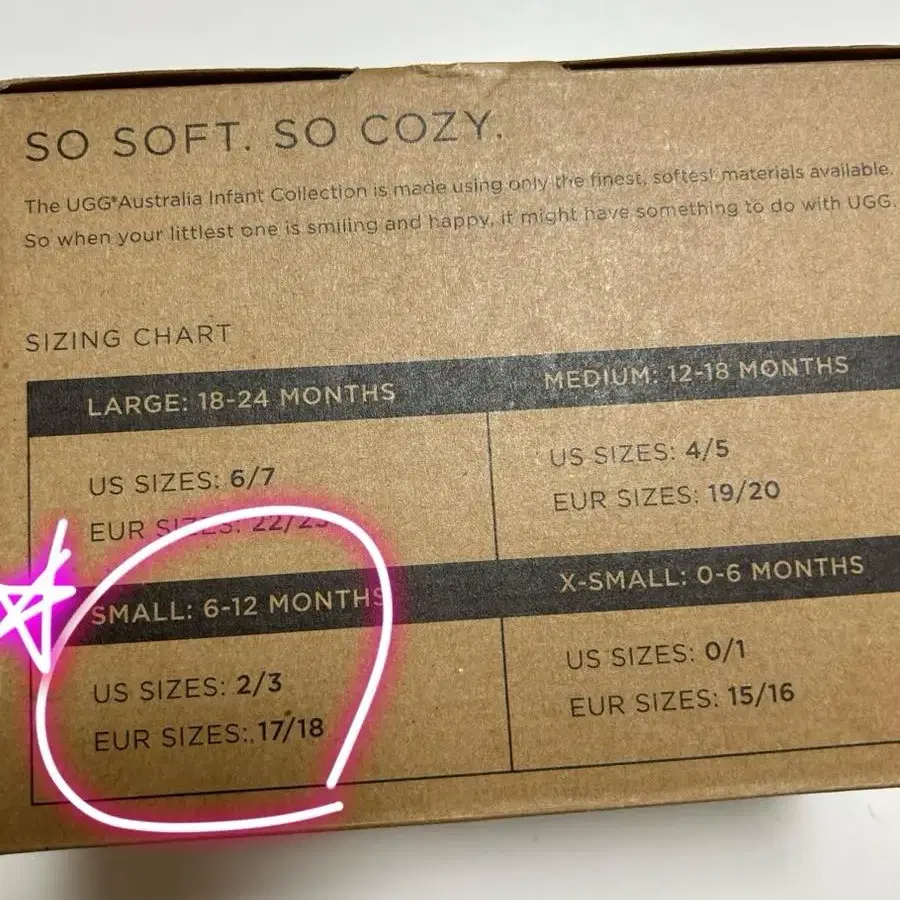 SO SOFT. SO COZY.
The UGG® Australia Infant Collection is made using only the finest, softest materials available.
So when your littlest one is smiling and happy, it might have something to do with UGG.
SIZING CHART
LARGE: 18-24 MONTHS
US SIZES: 6/7
EUR SIZES: 22/23
MEDIUM: 12-18 MONTHS
US SIZES: 4/5
EUR SIZES: 19/20
SMALL: 6-12 MONTHS
US SIZES: 2/3
EUR SIZES: 17/18
X-SMALL: 0-6 MONTHS
US SIZES: 0/1
EUR SIZES: 15/16